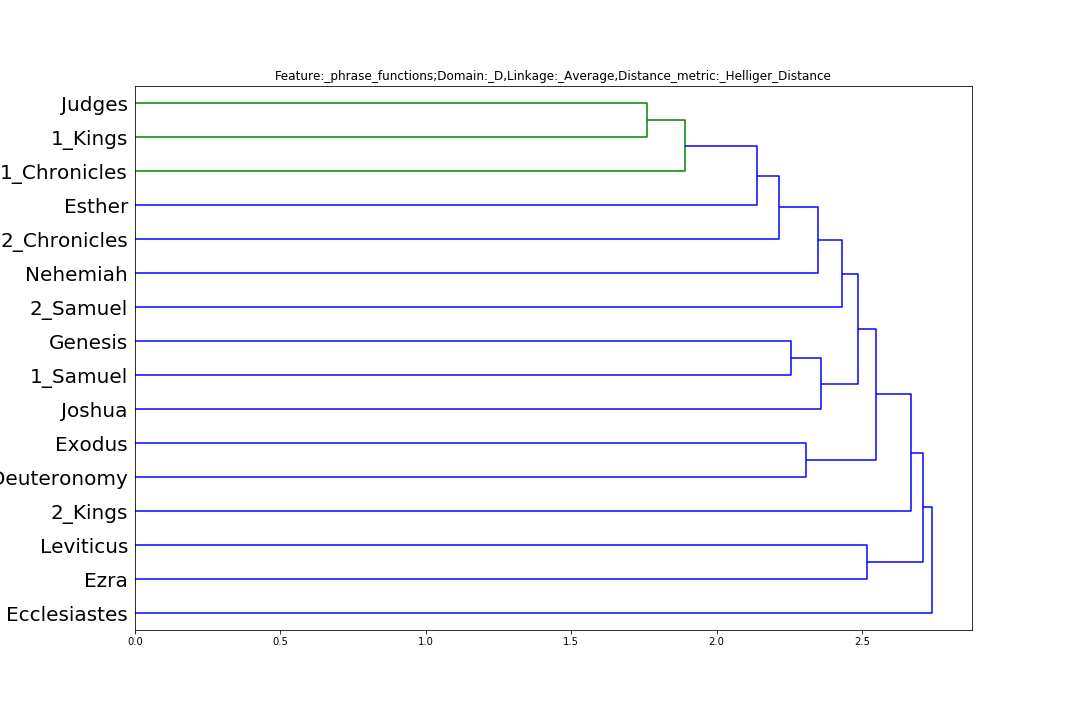 Feature:_phrase_functions;Domain:_D,Linkage:_Average,Distance_metric:_Helliger_Distance
Judges
1_Kings
1_Chronicles
Esther
2_Chronicles
Nehemiah
2_Samuel
Genesis
1_Samuel
Joshua
Exodus
Deuteronomy
2_Kings
Leviticus
Ezra
Ecclesiastes
0.0 0.5 1.0 1.5 2.0 2.5